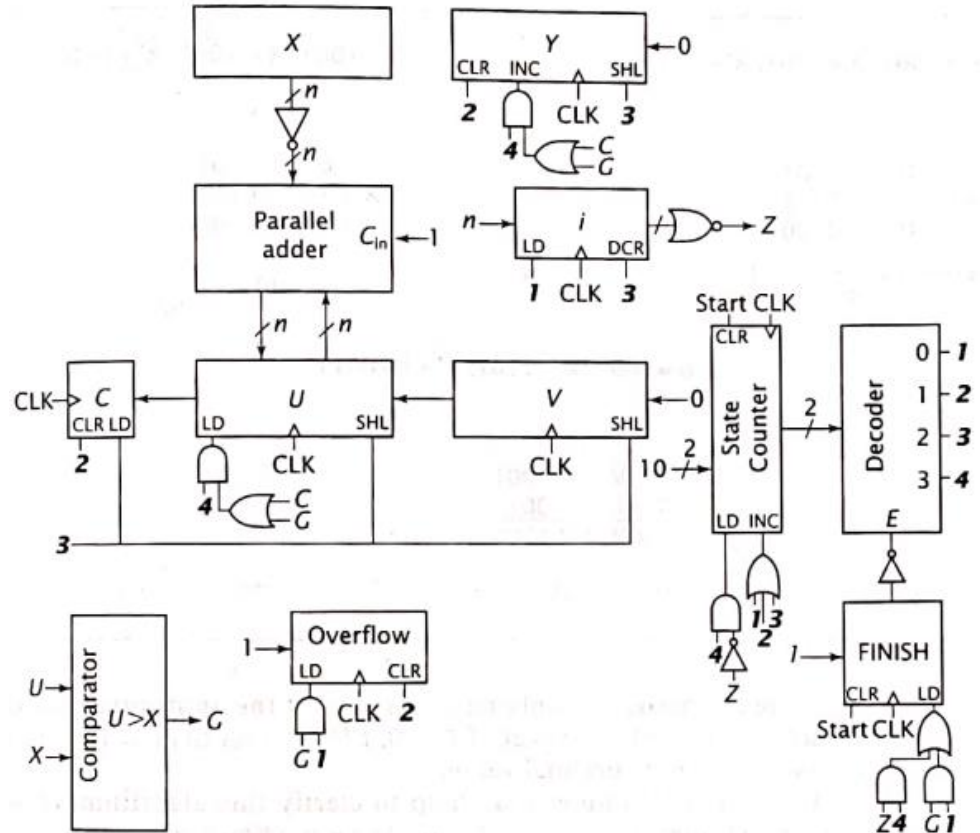 X
Y
0
CLR INC SHL
2 CLK 3
4 C
G
n
n
Parallel adder
C_in
1
n i Z
LD DCR
1 CLK 3
n n
Start CLK
CLR
State Counter
LD INC
10 2
2
Decoder
0 1
1 2
2 3
3 4
E
CLK C
CLR LD
2
U
LD SHL
CLK
4 C
G
V
SHL
CLK
0
3
4 1 3
2
Z
1 FINISH
CLR LD
Start CLK
Z 4 G 1
Comparator
U
X
U>X
G
1 Overflow
LD CLR
CLK 2
G 1